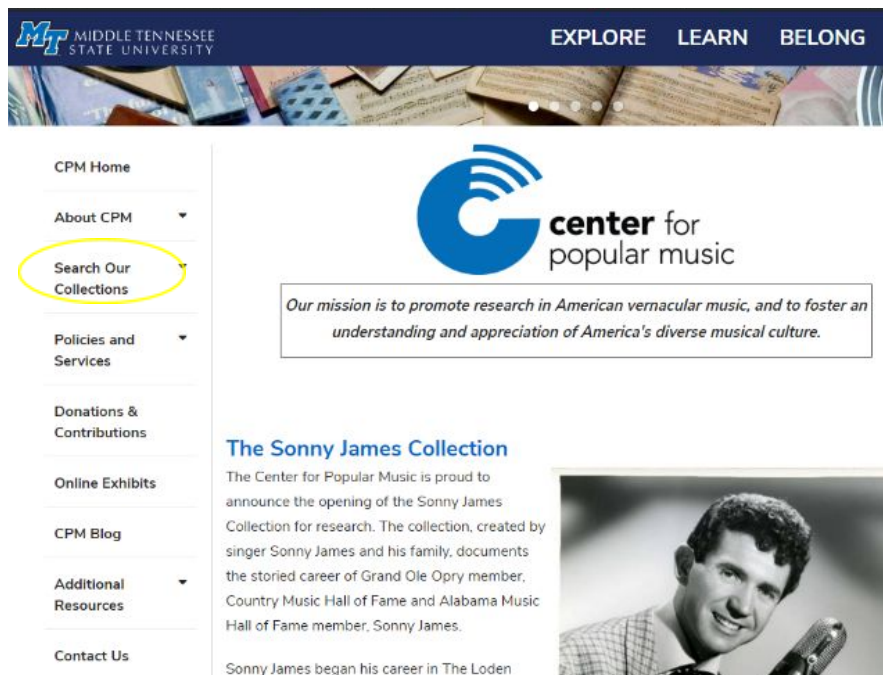 MT MIDDLE TENNESSEE
STATE UNIVERSITY
EXPLORE LEARN BELONG
CPM Home
About CPM
Search Our
Collections
Policies and
Services
Donations &
Contributions
Online Exhibits
CPM Blog
Additional
Resources
Contact Us
center for
popular music
Our mission is to promote research in American vernacular music, and to foster an
understanding and appreciation of America's diverse musical culture.
The Sonny James Collection
The Center for Popular Music is proud to
announce the opening of the Sonny James
Collection for research. The collection, created by
singer Sonny James and his family, documents
the storied career of Grand Ole Opry member,
Country Music Hall of Fame and Alabama Music
Hall of Fame member, Sonny James.
Sonny James began his career in The Loden